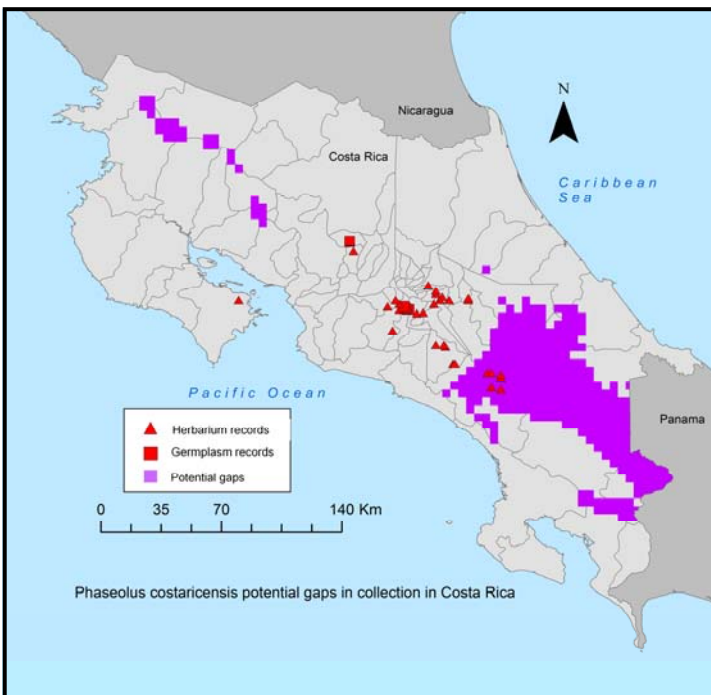 N
Nicaragua
Costa Rica
Caribbean
Sea
Pacific Ocean
Panama
Herbarium records
Germplasm records
Potential gaps
0 35 70 140 Km
Phaseolus costaricensis potential gaps in collection in Costa Rica